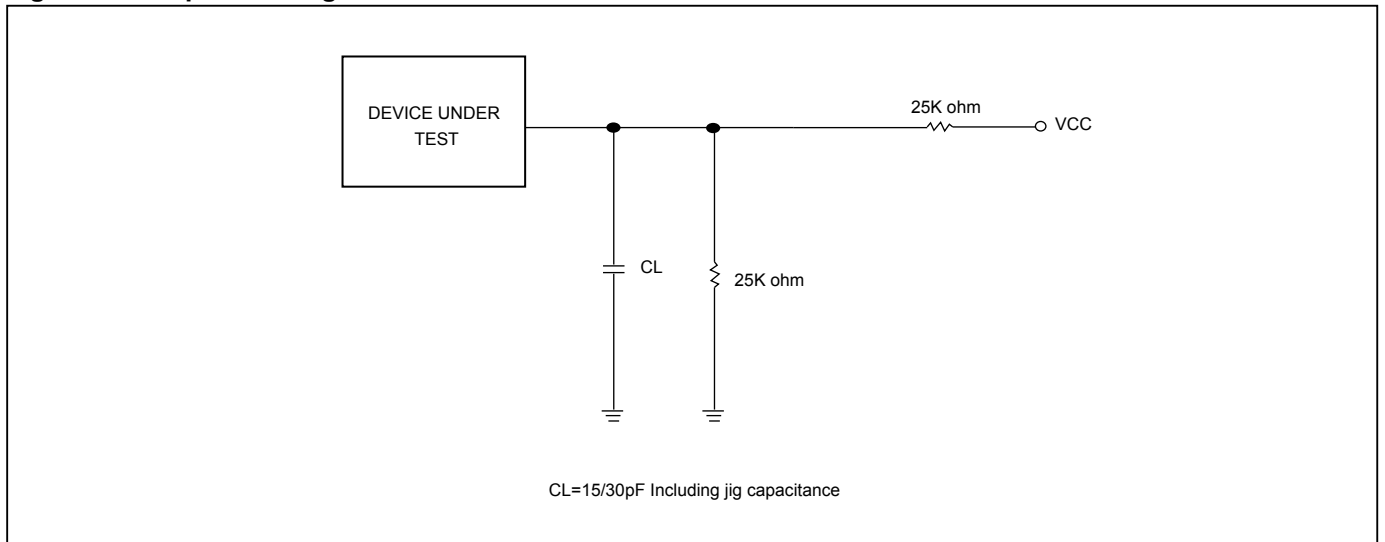 DEVICE UNDER
TEST
25K ohm
VCC
CL
25K ohm
CL=15/30pF Including jig capacitance